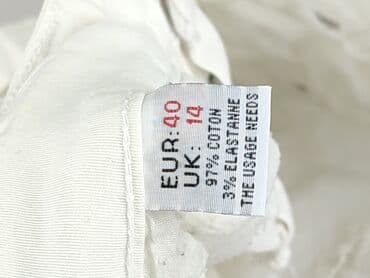 EUR:40
UK: 14
97% COTON
3% ELASTANNE
THE USAGE NEEDS